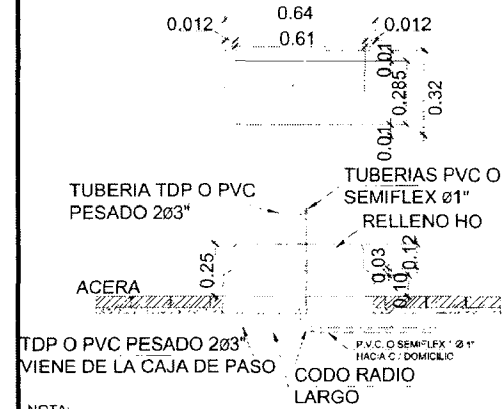 0.64
0.012
0.012
0.61
0.01
0.285
0.32
0.01
TUBERIA TDP O PVC
PESADO 2ø3"
TUBERIAS PVC O
SEMIFLEX Ø1"
RELLENO HO
0.25
0.03
0.12
0.10
ACERA
TDP O PVC PESADO 2ø3"
VIENE DE LA CAJA DE PASO
P.V.C. O SEMIFLEX Ø 1"
HACIA C/ DOMICILIO
CODO RADIO
LARGO
NOTA: